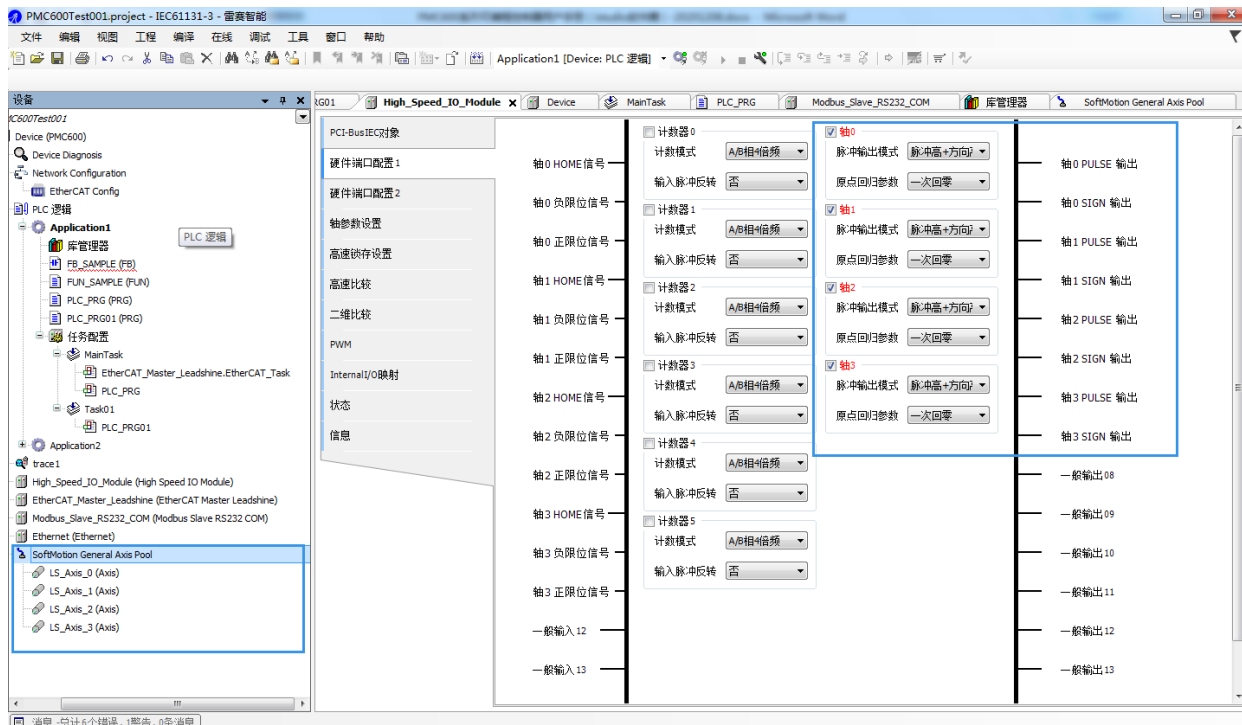 PMC600Test001.project - IEC61131-3 - 雷赛智能
文件 编辑 视图 工程 编译 在线 调试 工具 窗口 帮助
Application1 [Device: PLC 逻辑]
设备
Device (PMC600)
Device Diagnosis
Network Configuration
EtherCAT Config
PLC 逻辑
Application1
库管理器
FB_SAMPLE (FB)
FUN_SAMPLE (FUN)
PLC_PRG (PRG)
PLC_PRG01 (PRG)
任务配置
MainTask
EtherCAT_Master_Leadshine.EtherCAT_Task
PLC_PRG
Task01
PLC_PRG01
Application2
trace1
High_Speed_IO_Module (High Speed IO Module)
EtherCAT_Master_Leadshine (EtherCAT Master Leadshine)
Modbus_Slave_RS232_COM (Modbus Slave RS232 COM)
Ethernet (Ethernet)
SoftMotion General Axis Pool
LS_Axis_0 (Axis)
LS_Axis_1 (Axis)
LS_Axis_2 (Axis)
LS_Axis_3 (Axis)
PLC 逻辑
RG01 High_Speed_IO_Module Device MainTask PLC_PRG Modbus_Slave_RS232_COM 库管理器 SoftMotion General Axis Pool
PCI-BusIEC对象
硬件端口配置1
硬件端口配置2
轴参数设置
高速锁存设置
高速比较
二维比较
PWM
InternalI/O映射
状态
信息
轴0 HOME信号
轴0 负限位信号
轴0 正限位信号
轴1 HOME信号
轴1 负限位信号
轴1 正限位信号
轴2 HOME信号
轴2 负限位信号
轴2 正限位信号
轴3 HOME信号
轴3 负限位信号
轴3 正限位信号
一般输入12
一般输入13
计数器0
计数模式 A/B相4倍频
输入脉冲反转 否
计数器1
计数模式 A/B相4倍频
输入脉冲反转 否
计数器2
计数模式 A/B相4倍频
输入脉冲反转 否
计数器3
计数模式 A/B相4倍频
输入脉冲反转 否
计数器4
计数模式 A/B相4倍频
输入脉冲反转 否
计数器5
计数模式 A/B相4倍频
输入脉冲反转 否
轴0
脉冲输出模式 脉冲高+方向
原点回归参数 一次回零
轴1
脉冲输出模式 脉冲高+方向
原点回归参数 一次回零
轴2
脉冲输出模式 脉冲高+方向
原点回归参数 一次回零
轴3
脉冲输出模式 脉冲高+方向
原点回归参数 一次回零
轴0 PULSE 输出
轴0 SIGN 输出
轴1 PULSE 输出
轴1 SIGN 输出
轴2 PULSE 输出
轴2 SIGN 输出
轴3 PULSE 输出
轴3 SIGN 输出
一般输出08
一般输出09
一般输出10
一般输出11
一般输出12
一般输出13
消息 -总计6个错误, 1警告, 0条消息